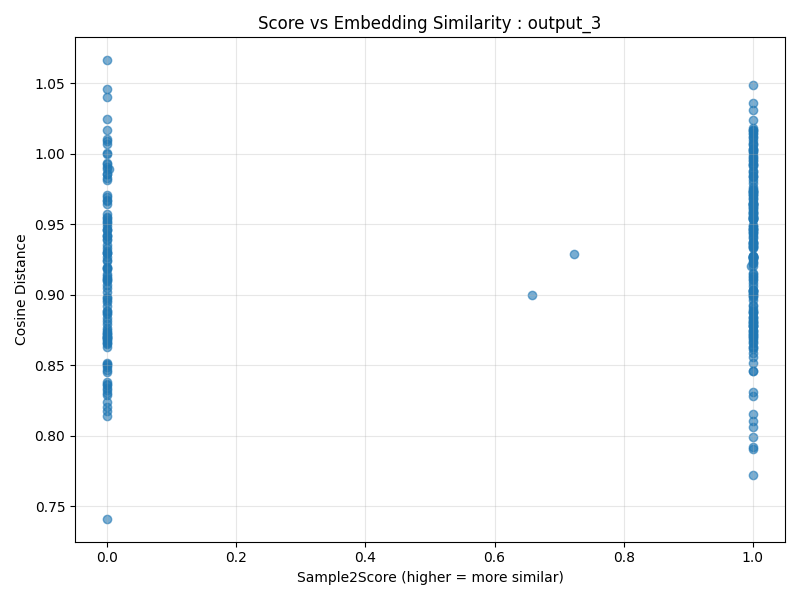 Score vs Embedding Similarity : output_3
1.05
1.00
0.95
0.90
0.85
0.80
0.75
Cosine Distance
0.0 0.2 0.4 0.6 0.8 1.0
Sample2Score (higher = more similar)